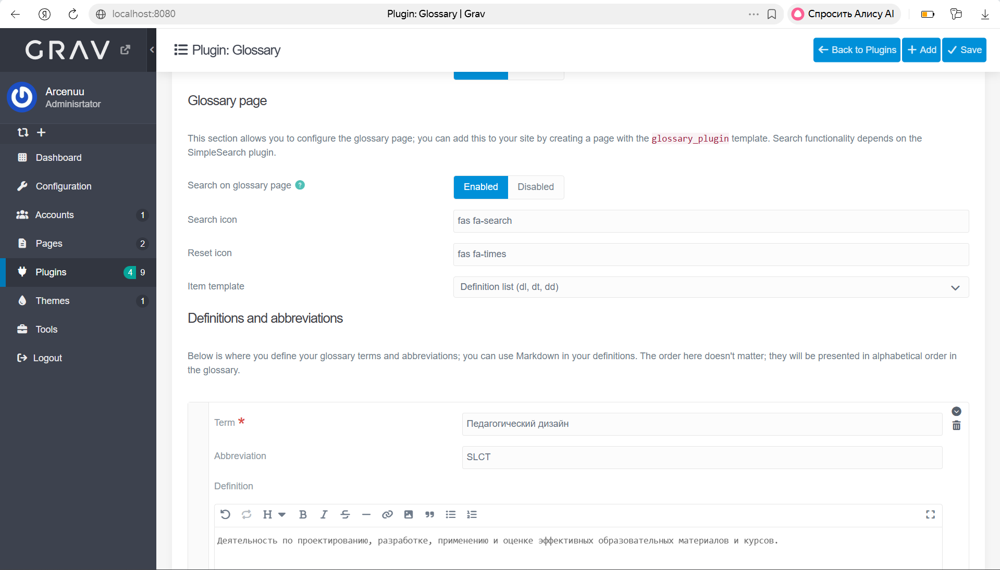 localhost:8080
Plugin: Glossary | Grav
Спросить Алису AI
GRAV
Plugin: Glossary
Back to Plugins
Add
Save
Arcenuu
Adminisrtator
Dashboard
Configuration
Accounts 1
Pages 2
Plugins 4 9
Themes 1
Tools
Logout
Glossary page
This section allows you to configure the glossary page; you can add this to your site by creating a page with the glossary_plugin template. Search functionality depends on the
SimpleSearch plugin.
Search on glossary page ?
Enabled Disabled
Search icon
fas fa-search
Reset icon
fas fa-times
Item template
Definition list (dl, dt, dd)
Definitions and abbreviations
Below is where you define your glossary terms and abbreviations; you can use Markdown in your definitions. The order here doesn't matter; they will be presented in alphabetical order in
the glossary.
Term *
Педагогический дизайн
Abbreviation
SLCT
Definition
H B I S
Деятельность по проектированию, разработке, применению и оценке эффективных образовательных материалов и курсов.